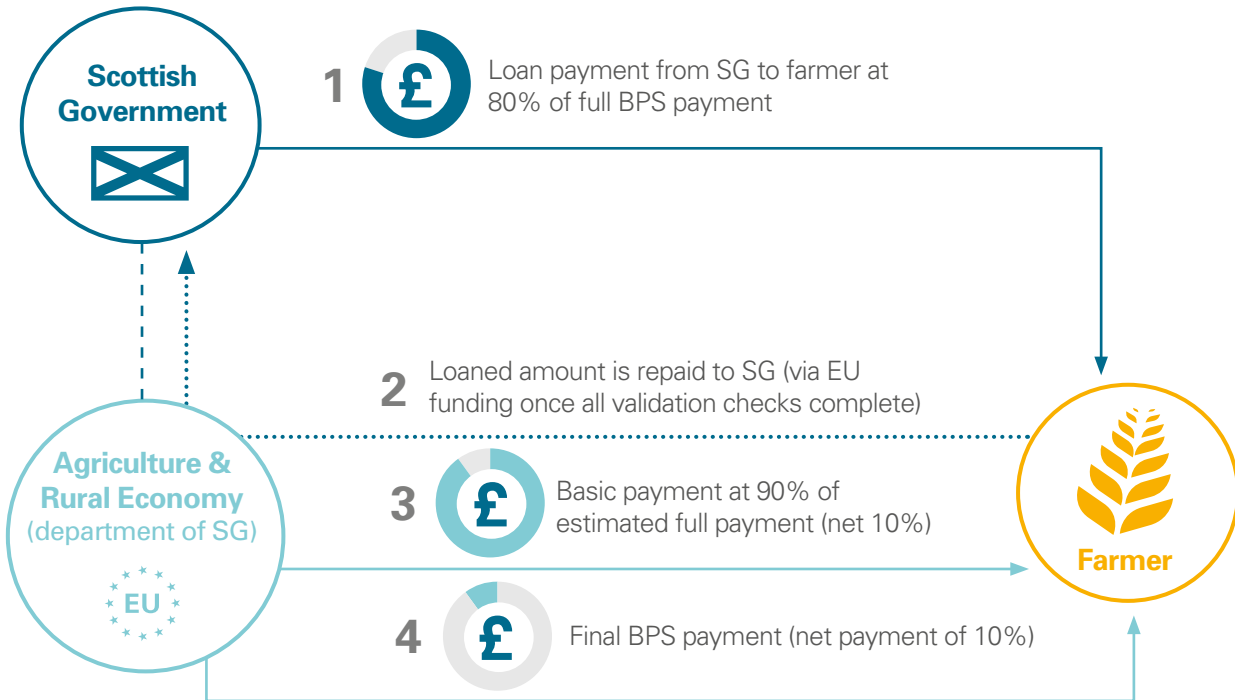 Scottish
Government
1
£
Loan payment from SG to farmer at
80% of full BPS payment
2
Loaned amount is repaid to SG (via EU
funding once all validation checks complete)
Agriculture &
Rural Economy
(department of SG)
EU
3
£
Basic payment at 90% of
estimated full payment (net 10%)
Farmer
4
£
Final BPS payment (net payment of 10%)